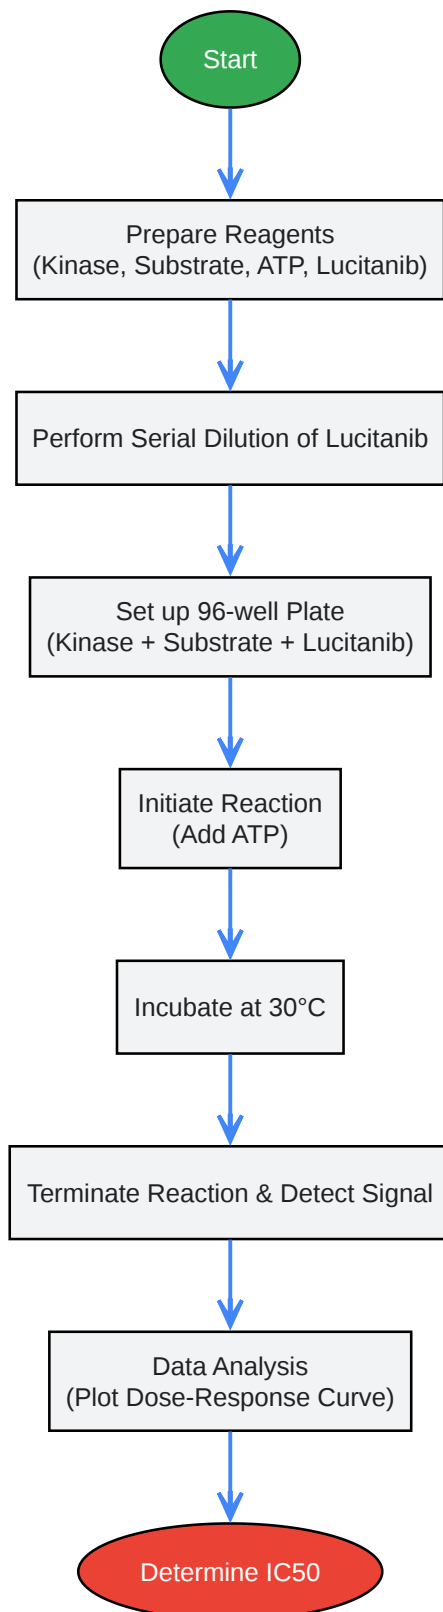 Start
Prepare Reagents
(Kinase, Substrate, ATP, Lucitanib)
Perform Serial Dilution of Lucitanib
Set up 96-well Plate
(Kinase + Substrate + Lucitanib)
Initiate Reaction
(Add ATP)
Incubate at 30°C
Terminate Reaction & Detect Signal
Data Analysis
(Plot Dose-Response Curve)
Determine IC50